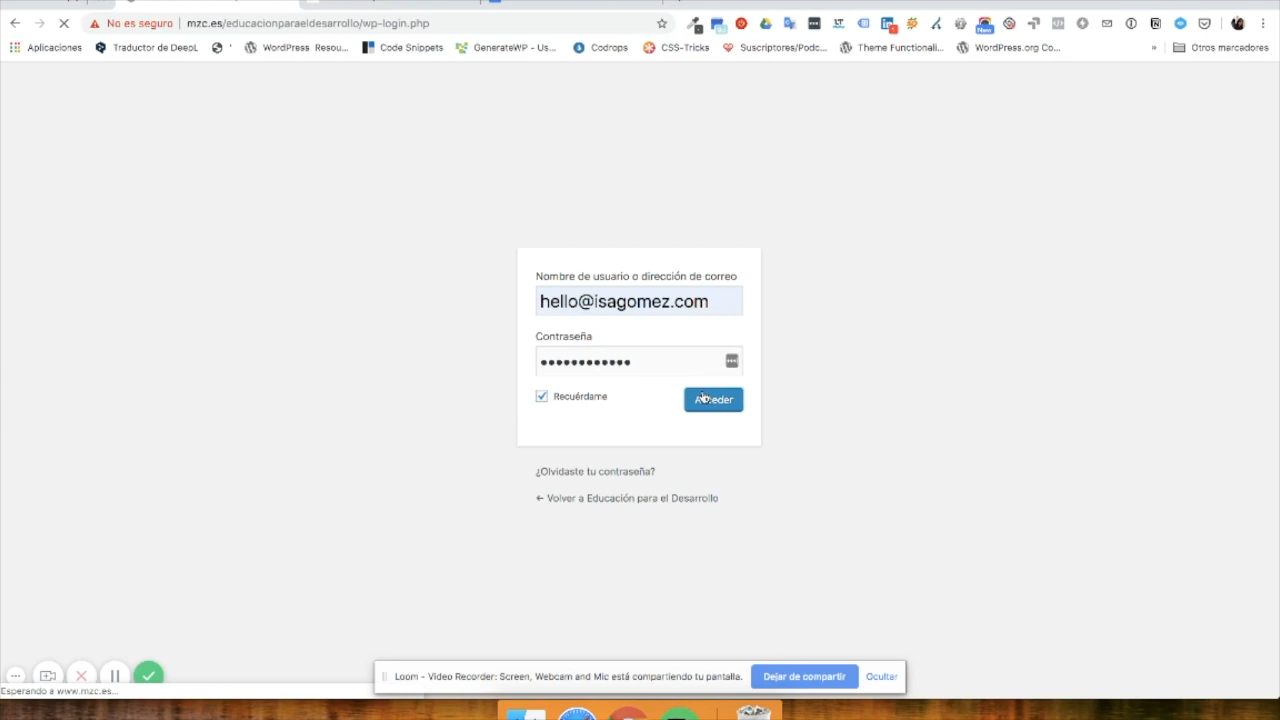 No es seguro mzc.es/educacionparaeldesarrollo/wp-login.php
New
Aplicaciones Traductor de DeepL WordPress Resou... Code Snippets GenerateWP - Us... Codrops CSS-Tricks Suscriptores/Podc... Theme Functionali... WordPress.org Co... » Otros marcadores
Nombre de usuario o dirección de correo
hello@isagomez.com
Contraseña
Recuérdame
Acceder
¿Olvidaste tu contraseña?
← Volver a Educación para el Desarrollo
Loom - Video Recorder: Screen, Webcam and Mic está compartiendo tu pantalla. Dejar de compartir Ocultar
Esperando a www.mzc.es...